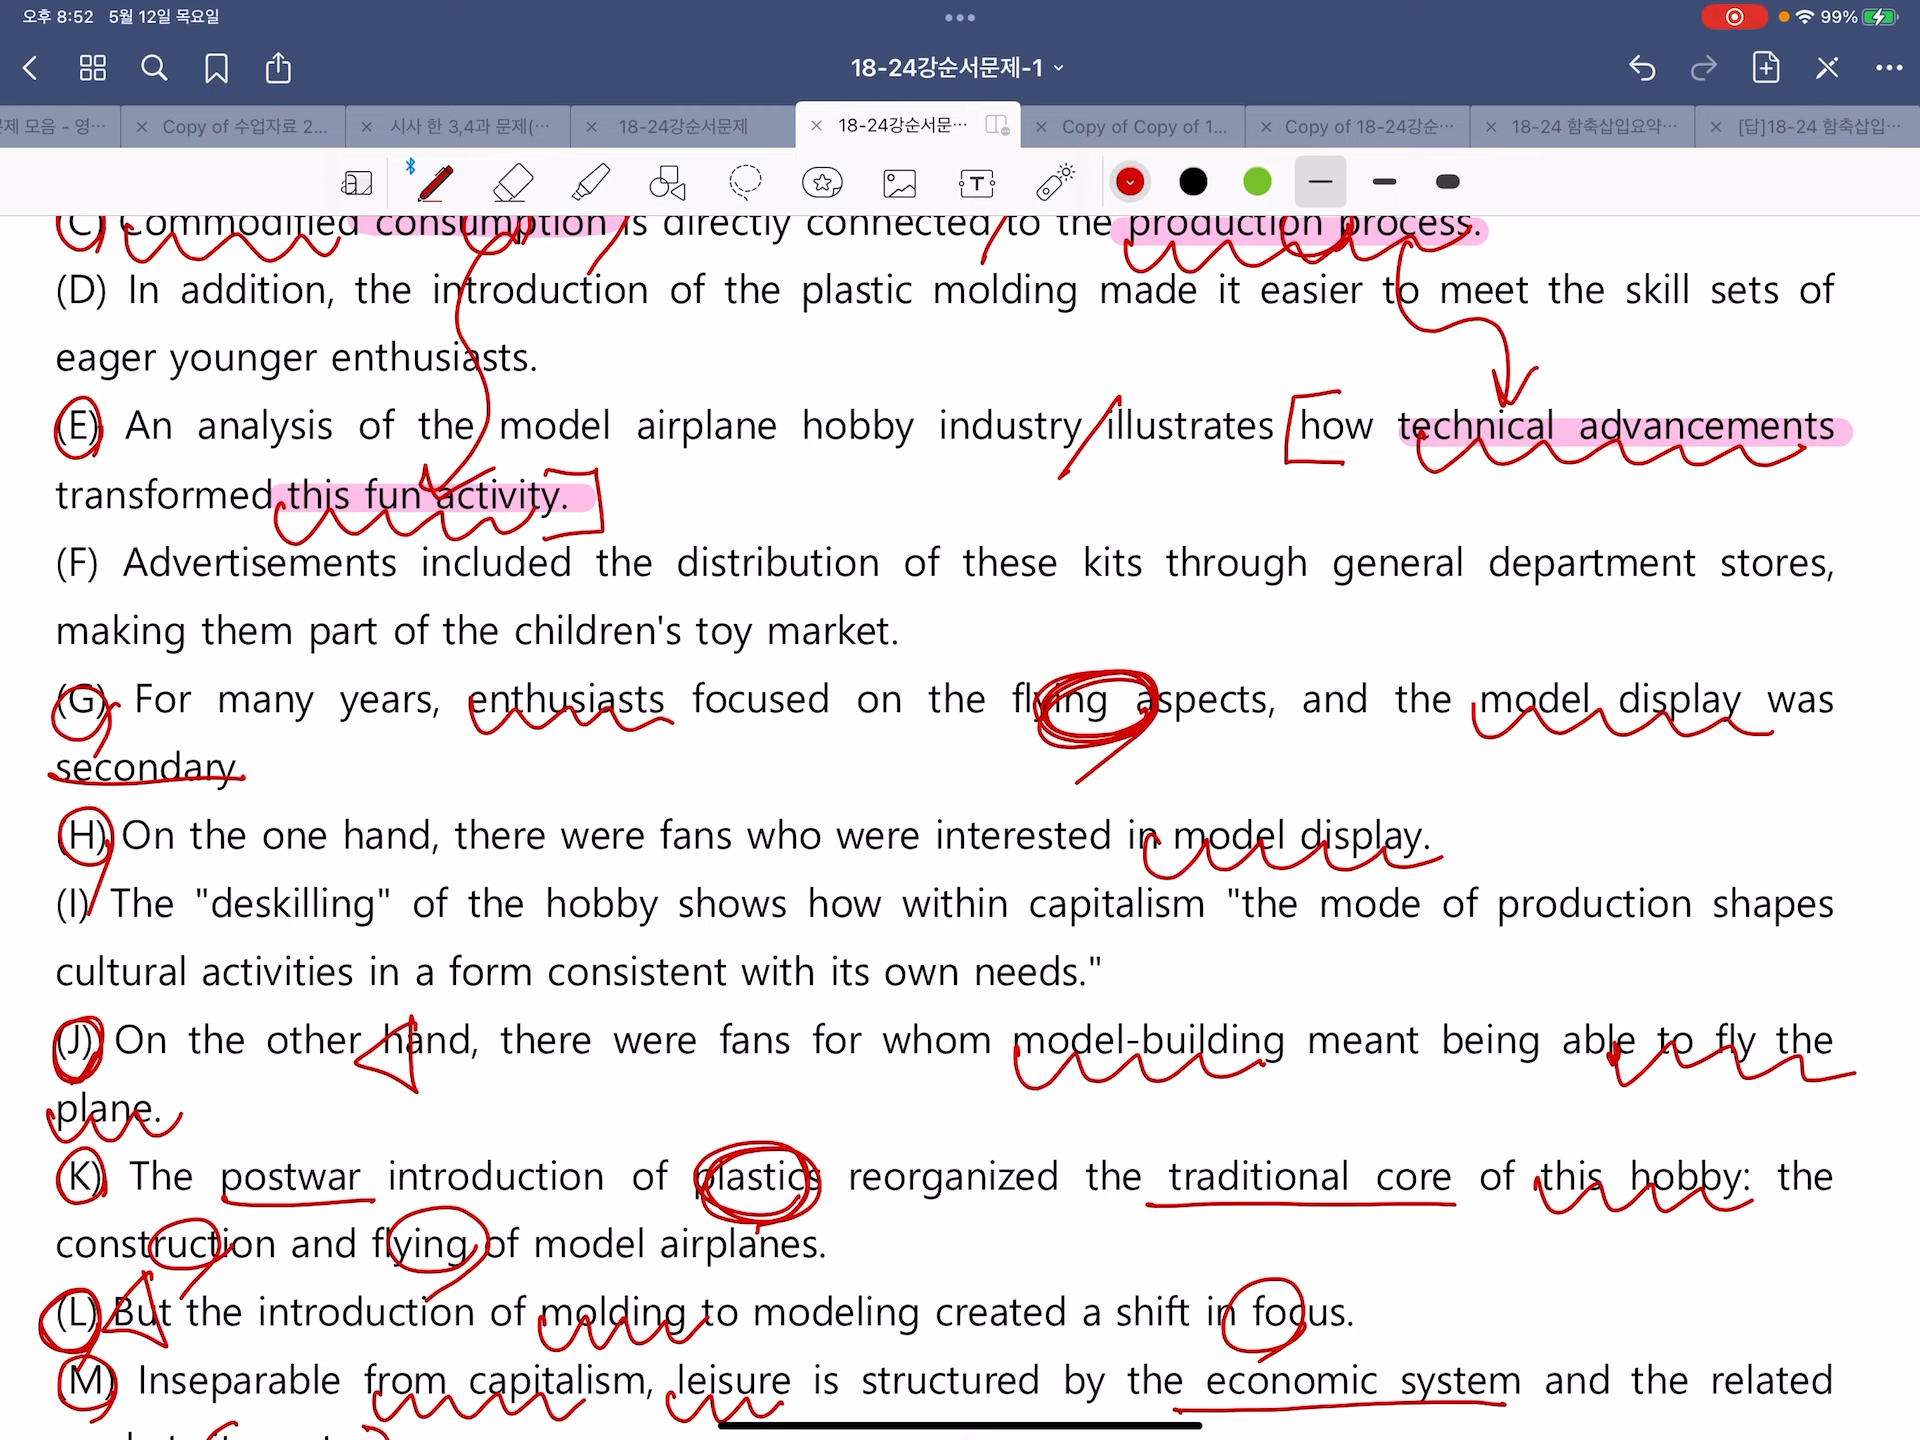 오후 8:52 5월 12일 목요일
99%
18-24강순서문제-1
제 모음 - 영…
Copy of 수업자료 2…
시사 한 3,4과 문제(…
18-24강순서문제
18-24강순서문…
Copy of Copy of 1…
Copy of 18-24강순…
18-24 함축삽입요약…
[답]18-24 함축삽입…
(C) Commodified consumption is directly connected to the production process.
(D) In addition, the introduction of the plastic molding made it easier to meet the skill sets of
eager younger enthusiasts.
(E) An analysis of the model airplane hobby industry illustrates how technical advancements
transformed this fun activity.
(F) Advertisements included the distribution of these kits through general department stores,
making them part of the children's toy market.
(G) For many years, enthusiasts focused on the flying aspects, and the model display was
secondary.
(H) On the one hand, there were fans who were interested in model display.
(I) The "deskilling" of the hobby shows how within capitalism "the mode of production shapes
cultural activities in a form consistent with its own needs."
(J) On the other hand, there were fans for whom model-building meant being able to fly the
plane.
(K) The postwar introduction of plastics reorganized the traditional core of this hobby: the
construction and flying of model airplanes.
(L) But the introduction of molding to modeling created a shift in focus.
(M) Inseparable from capitalism, leisure is structured by the economic system and the related